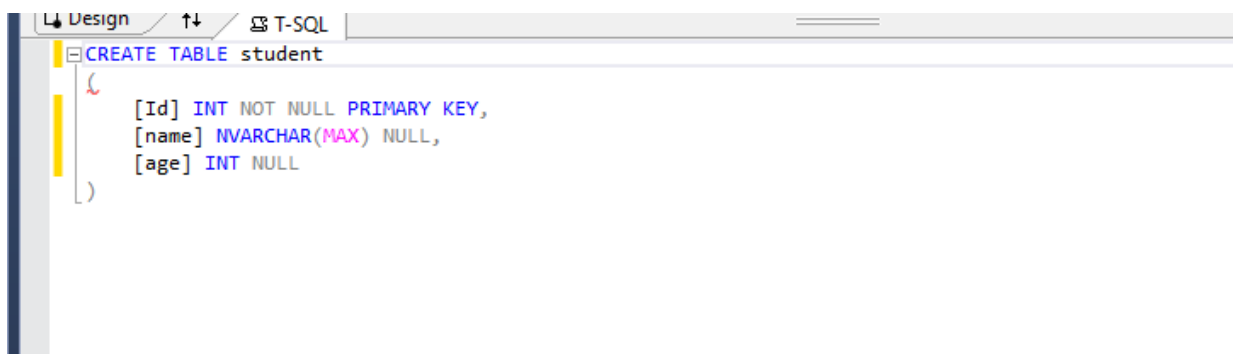 Design T-SQL
CREATE TABLE student
(
[Id] INT NOT NULL PRIMARY KEY,
[name] NVARCHAR(MAX) NULL,
[age] INT NULL
)